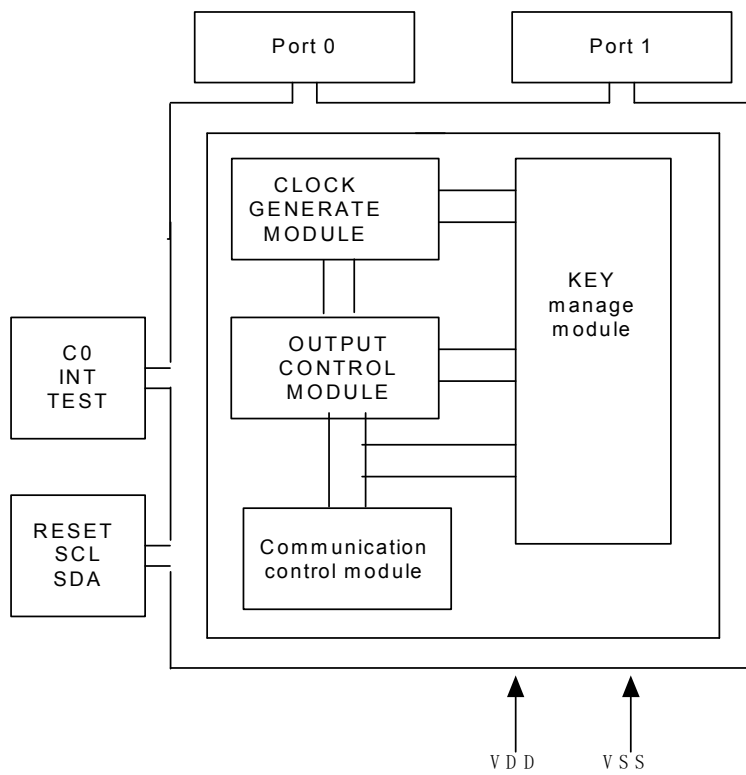 Port 0
Port 1
CLOCK
GENERATE
MODULE
KEY
manage
module
OUTPUT
CONTROL
MODULE
C0
INT
TEST
RESET
SCL
SDA
Communication
control module
VDD
VSS